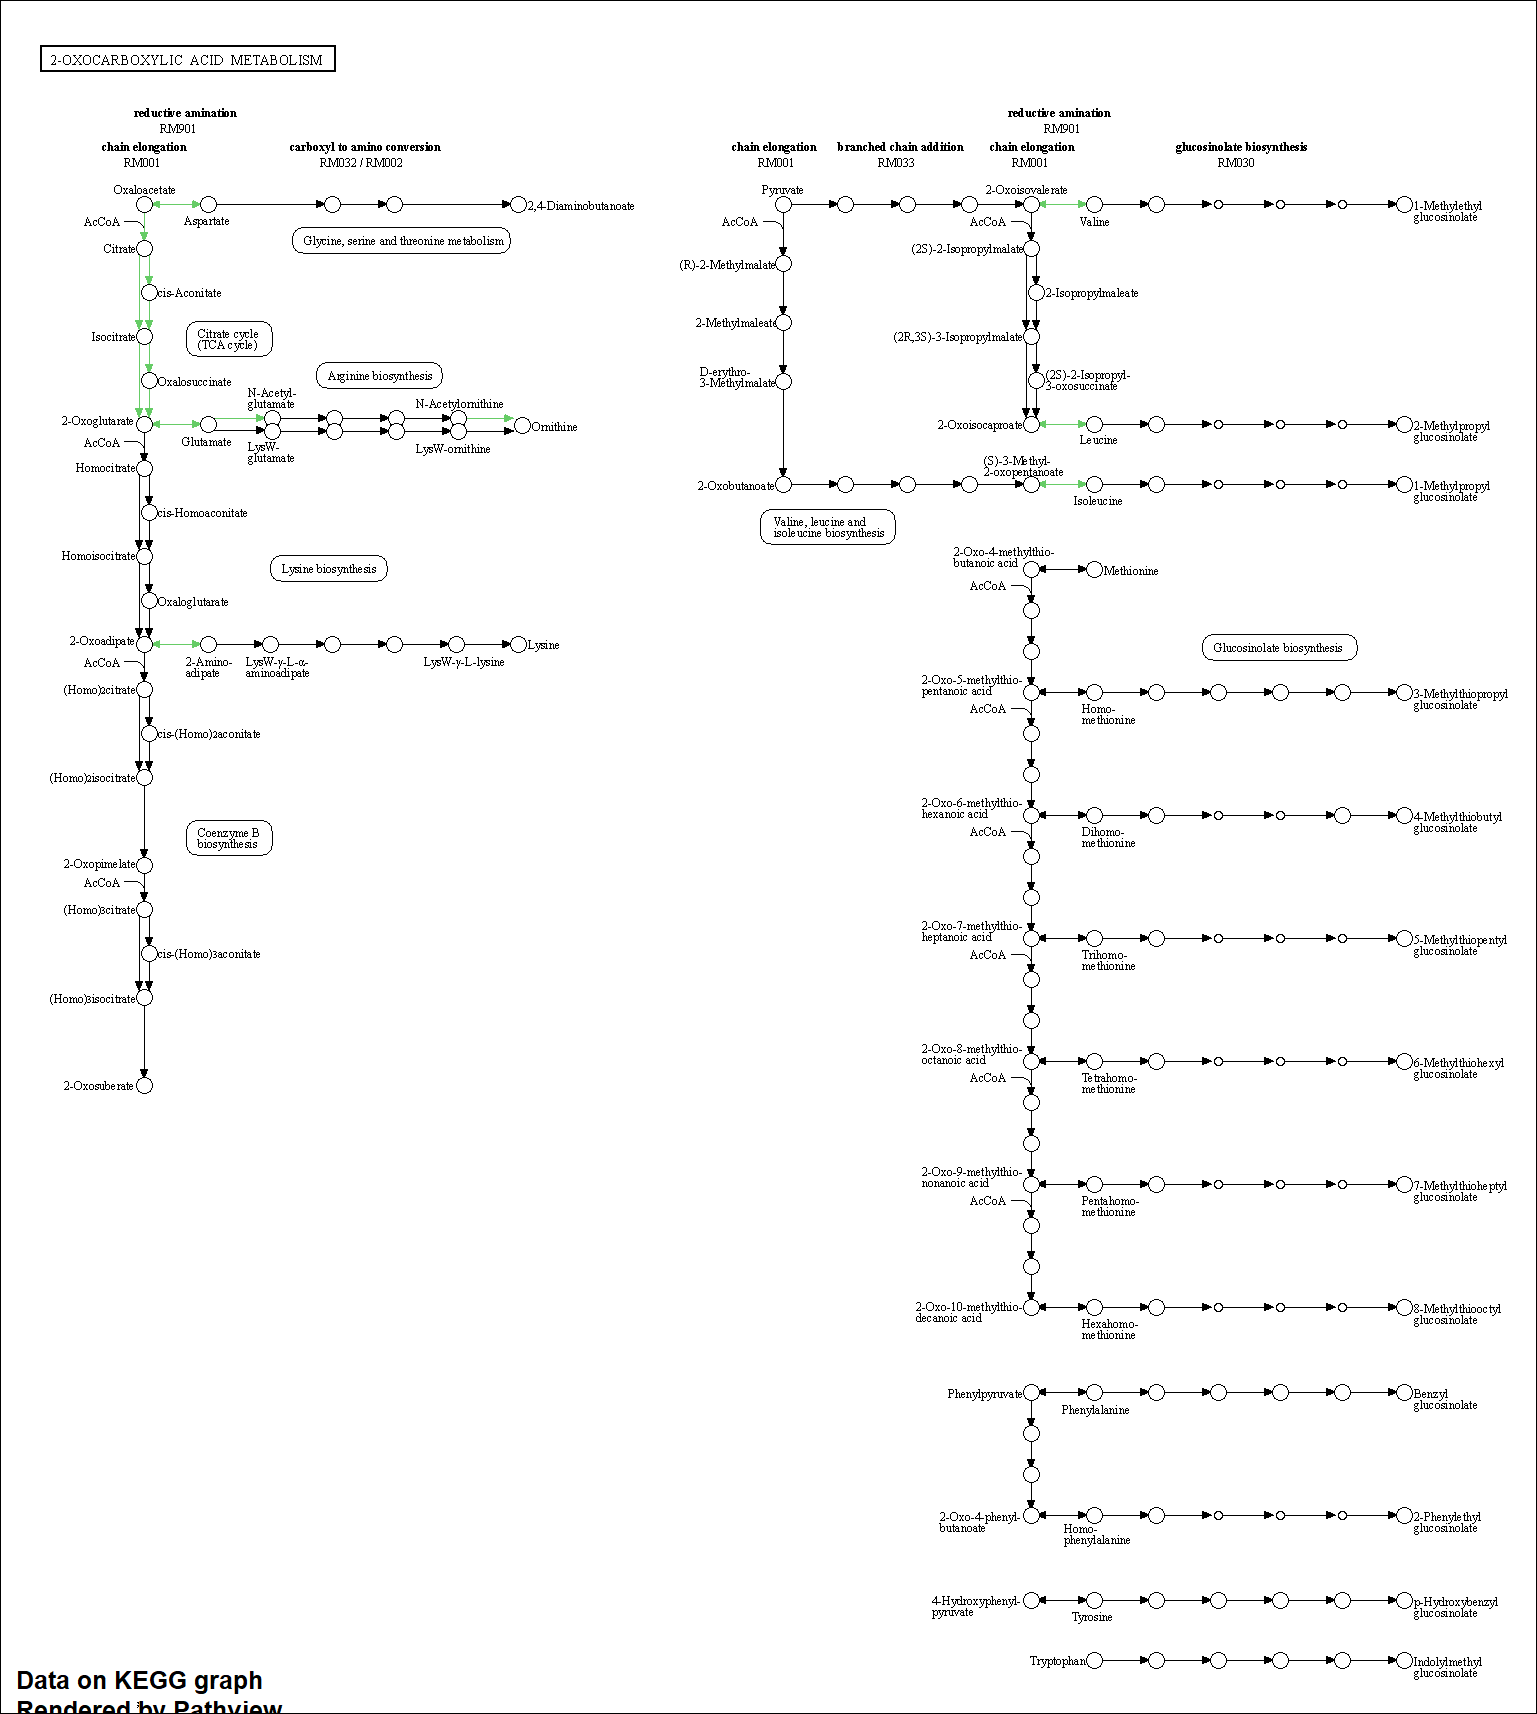 2-OXOCARBOXYLIC ACID METABOLISM
reductive amination
RM901
chain elongation
RM001
carboxyl to amino conversion
RM032 / RM002
Oxaloacetate
AcCoA
Aspartate
2,4-Diaminobutanoate
Citrate
Glycine, serine and threonine metabolism
cis-Aconitate
Isocitrate
Citrate cycle
(TCA cycle)
Oxalosuccinate
Arginine biosynthesis
N-Acetyl-
glutamate
N-Acetylornithine
2-Oxoglutarate
Glutamate
Ornithine
AcCoA
LysW-
glutamate
LysW-ornithine
Homocitrate
cis-Homoaconitate
Homoisocitrate
Lysine biosynthesis
Oxaloglutarate
2-Oxoadipate
Lysine
AcCoA
2-Amino-
adipate
LysW-γ-L-α-
aminoadipate
LysW-γ-L-lysine
(Homo)2citrate
cis-(Homo)2aconitate
(Homo)2isocitrate
Coenzyme B
biosynthesis
2-Oxopimelate
AcCoA
(Homo)3citrate
cis-(Homo)3aconitate
(Homo)3isocitrate
2-Oxosuberate
reductive amination
RM901
chain elongation
RM001
branched chain addition
RM033
chain elongation
RM001
glucosinolate biosynthesis
RM030
Pyruvate
2-Oxoisovalerate
AcCoA
AcCoA
Valine
1-Methylethyl
glucosinolate
(R)-2-Methylmalate
(2S)-2-Isopropylmalate
2-Isopropylmaleate
2-Methylmaleate
(2R,3S)-3-Isopropylmalate
D-erythro-
3-Methylmalate
(2S)-2-Isopropyl-
3-oxosuccinate
2-Oxoisocaproate
Leucine
2-Methylpropyl
glucosinolate
(S)-3-Methyl-
2-oxopentanoate
2-Oxobutanoate
Isoleucine
1-Methylpropyl
glucosinolate
Valine, leucine and
isoleucine biosynthesis
2-Oxo-4-methylthio-
butanoic acid
Methionine
AcCoA
Glucosinolate biosynthesis
2-Oxo-5-methylthio-
pentanoic acid
AcCoA
Homo-
methionine
3-Methylthiopropyl
glucosinolate
2-Oxo-6-methylthio-
hexanoic acid
AcCoA
Dihomo-
methionine
4-Methylthiobutyl
glucosinolate
2-Oxo-7-methylthio-
heptanoic acid
AcCoA
Trihomo-
methionine
5-Methylthiopentyl
glucosinolate
2-Oxo-8-methylthio-
octanoic acid
AcCoA
Tetrahomo-
methionine
6-Methylthiohexyl
glucosinolate
2-Oxo-9-methylthio-
nonanoic acid
AcCoA
Pentahomo-
methionine
7-Methylthioheptyl
glucosinolate
2-Oxo-10-methylthio-
decanoic acid
Hexahomo-
methionine
8-Methylthiooctyl
glucosinolate
Phenylpyruvate
Phenylalanine
Benzyl
glucosinolate
2-Oxo-4-phenyl-
butanoate
Homo-
phenylalanine
2-Phenylethyl
glucosinolate
4-Hydroxyphenyl-
pyruvate
Tyrosine
p-Hydroxybenzyl
glucosinolate
Tryptophan
Indolylmethyl
glucosinolate
Data on KEGG graph
Rendered by Pathview